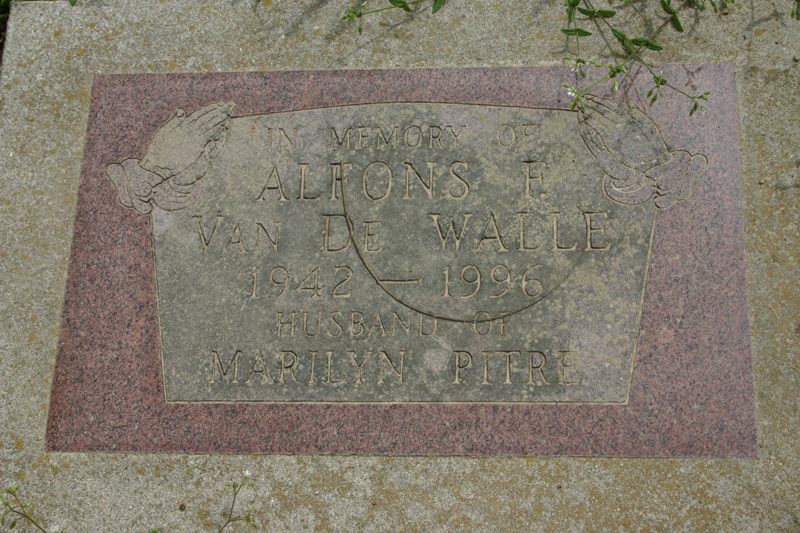 IN MEMORY OF
ALFONS F.
VAN DE WALLE
1942 — 1996
HUSBAND OF
MARILYN PITRE